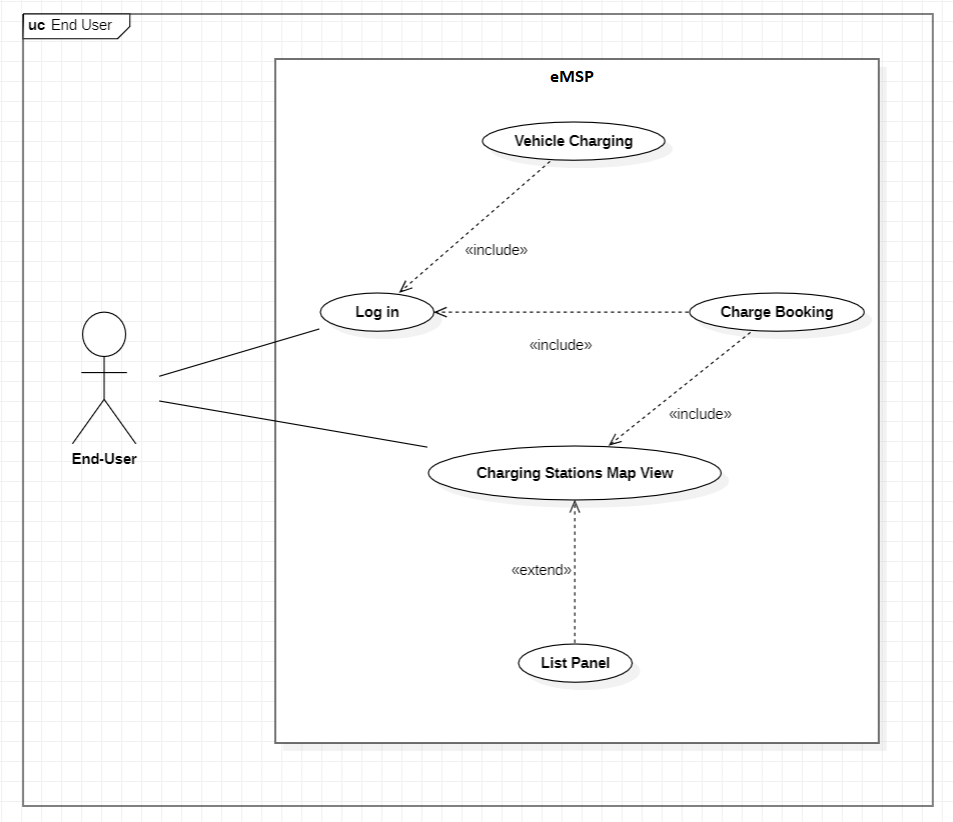 uc End User
eMSP
Vehicle Charging
«include»
Log in
Charge Booking
«include»
«include»
End-User
Charging Stations Map View
«extend»
List Panel